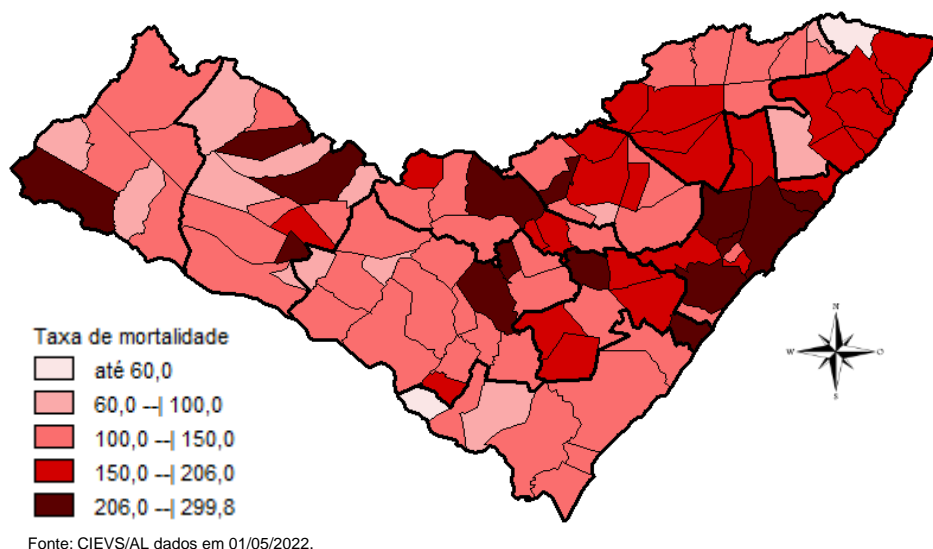 Taxa de mortalidade
até 60,0
60,0 --| 100,0
100,0 --| 150,0
150,0 --| 206,0
206,0 --| 299,8
N
W
O
S
Fonte: CIEVS/AL dados em 01/05/2022.